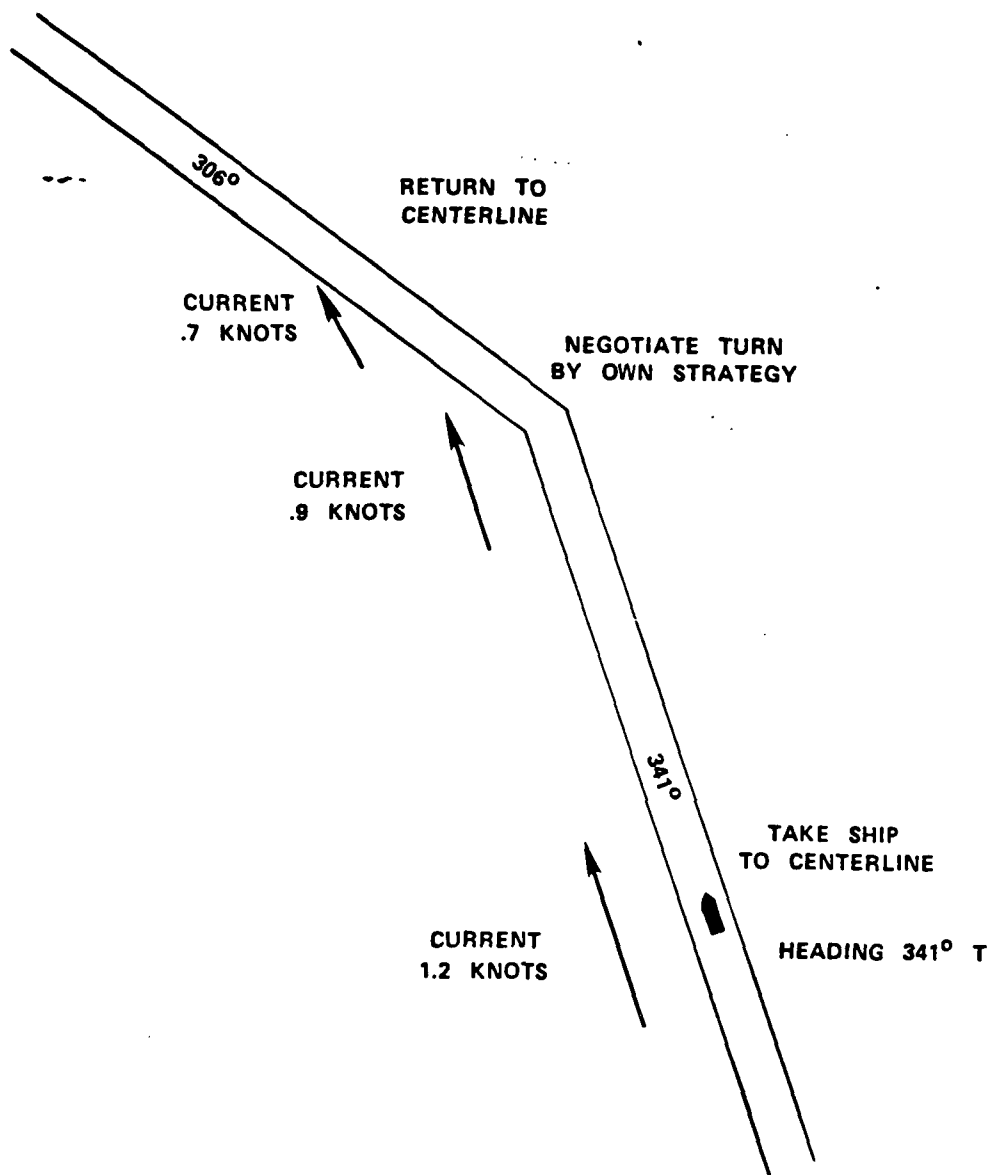 306°
RETURN TO
CENTERLINE
CURRENT
.7 KNOTS
NEGOTIATE TURN
BY OWN STRATEGY
CURRENT
.9 KNOTS
341°
TAKE SHIP
TO CENTERLINE
CURRENT
1.2 KNOTS
HEADING 341° T